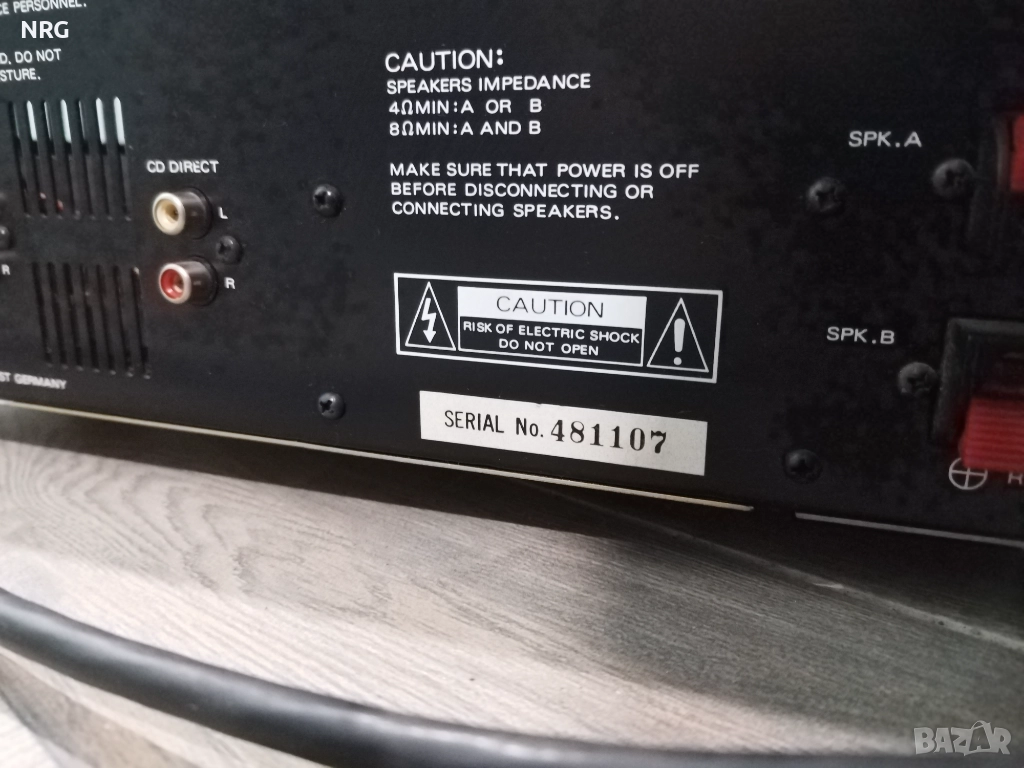 CE PERSONNEL.
NRG
D, DO NOT
STURE.
CAUTION:
SPEAKERS IMPEDANCE
4ΩMIN:A OR B
8ΩMIN:A AND B
MAKE SURE THAT POWER IS OFF
BEFORE DISCONNECTING OR
CONNECTING SPEAKERS.
CD DIRECT
L
R
R
SPK.A
SPK.B
CAUTION
RISK OF ELECTRIC SHOCK
DO NOT OPEN
ST GERMANY
SERIAL No. 481107
R
BAZAR